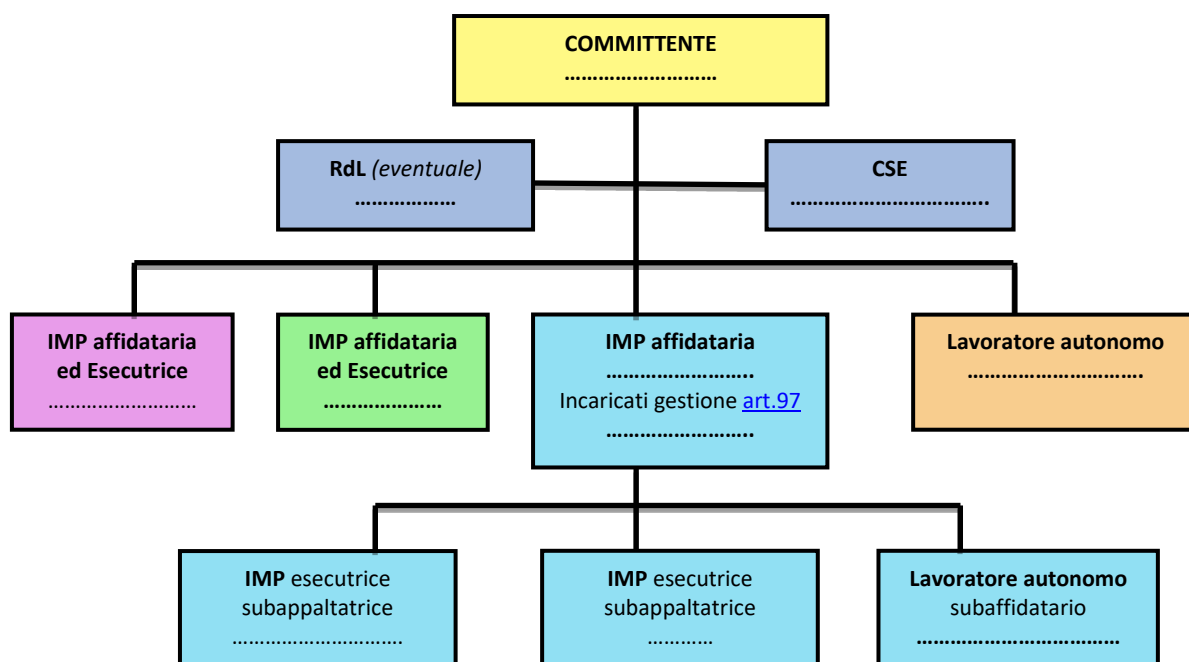 COMMITTENTE
……………………
RdL (eventuale)
………………
CSE
……………………………..
IMP affidataria
ed Esecutrice
………………………
IMP affidataria
ed Esecutrice
…………………
IMP affidataria
……………………..
Incaricati gestione art.97
……………………..
Lavoratore autonomo
……………………….
IMP esecutrice
subappaltatrice
……………………….
IMP esecutrice
subappaltatrice
…………
Lavoratore autonomo
subaffidatario
………………………………